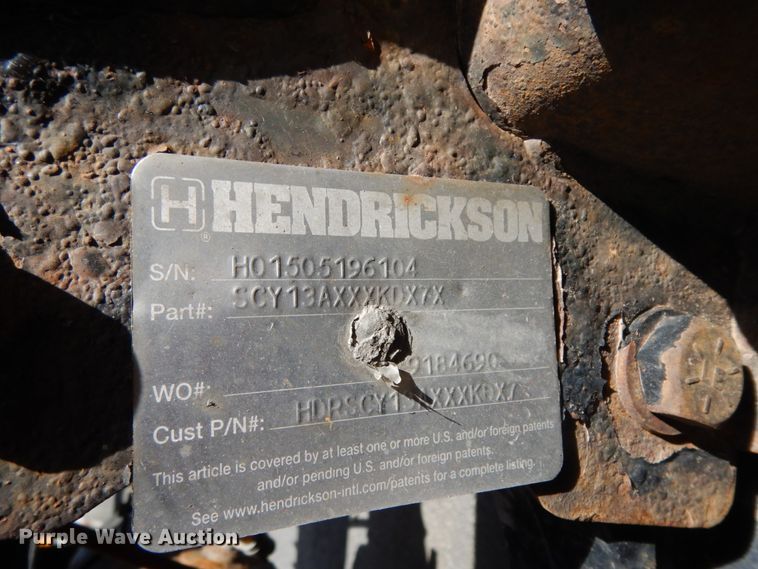 H HENDRICKSON®
S/N: HO1505196104
Part#: SCY13AXXXKDX7X
WO#: 9184690
Cust P/N#:
This article is covered by at least one or more U.S. and/or foreign patents
and/or pending U.S. and/or foreign patents.
See www.hendrickson-intl.com/patents for a complete listing.
Purple Wave Auction